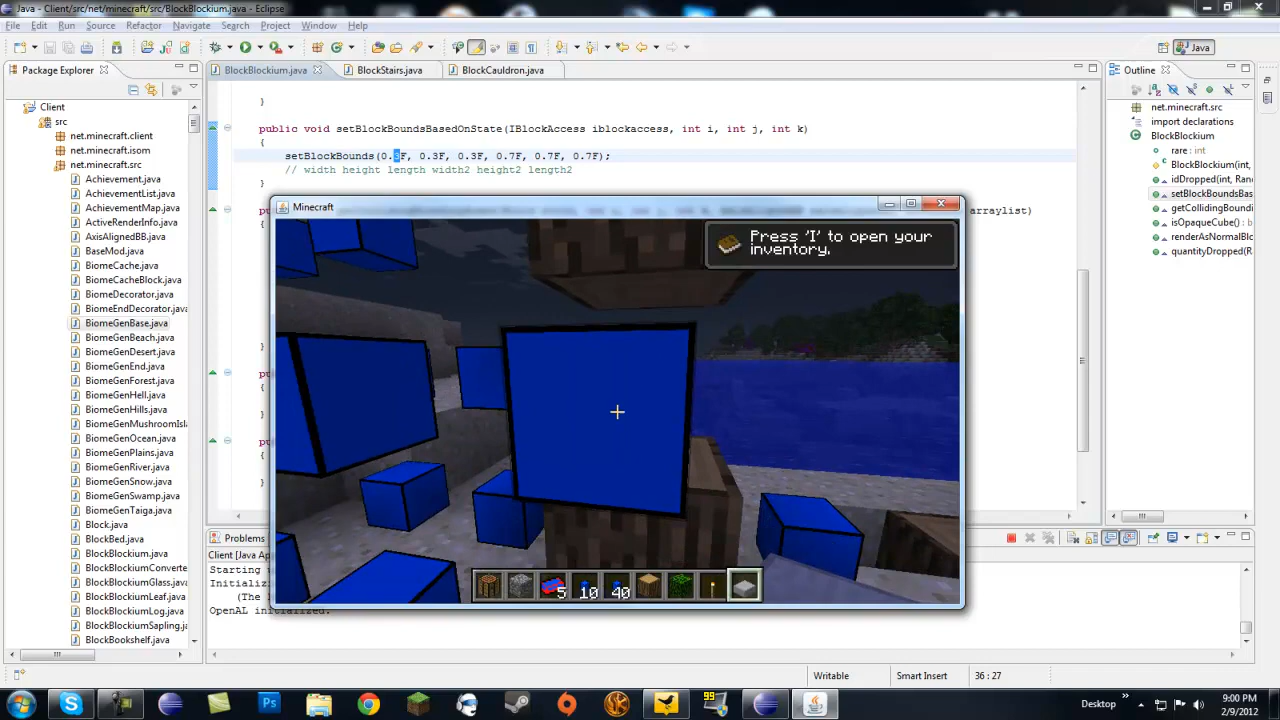 Java - Client/src/net/minecraft/src/BlockBlockium.java - Eclipse
File Edit Run Source Refactor Navigate Search Project Window Help
Java
Package Explorer
BlockBlockium.java
BlockStairs.java
BlockCauldron.java
Outline
Client
src
net.minecraft.client
net.minecraft.isom
net.minecraft.src
Achievement.java
AchievementList.java
AchievementMap.java
ActiveRenderInfo.java
AxisAlignedBB.java
BaseMod.java
BiomeCache.java
BiomeCacheBlock.java
BiomeDecorator.java
BiomeEndDecorator.java
BiomeGenBase.java
BiomeGenBeach.java
BiomeGenDesert.java
BiomeGenEnd.java
BiomeGenForest.java
BiomeGenHell.java
BiomeGenHills.java
BiomeGenMushroomIsl
BiomeGenOcean.java
BiomeGenPlains.java
BiomeGenRiver.java
BiomeGenSnow.java
BiomeGenSwamp.java
BiomeGenTaiga.java
Block.java
BlockBed.java
BlockBlockium.java
BlockBlockiumConverte
BlockBlockiumGlass.java
BlockBlockiumLog.java
BlockBlockiumSapling.ja
BlockBookshelf.java
}
public void setBlockBoundsBasedOnState(IBlockAccess iblockaccess, int i, int j, int k)
{
setBlockBounds(0.3F, 0.3F, 0.3F, 0.7F, 0.7F, 0.7F);
// width height length width2 height2 length2
}
arraylist)
{
}
{
}
{
}
Minecraft
Press 'I' to open your
inventory.
5 10 40
net.minecraft.src
import declarations
BlockBlockium
rare : int
BlockBlockium(int,
idDropped(int, Ran
setBlockBoundsBas
getCollidingBound
isOpaqueCube() :
renderAsNormalBlo
quantityDropped(R
Problems
Client [Java Ap
Starting u
Initializ
(To
OpenAL initialized.
Writable
Smart Insert
36 : 27
Desktop
9:00 PM
2/9/2012